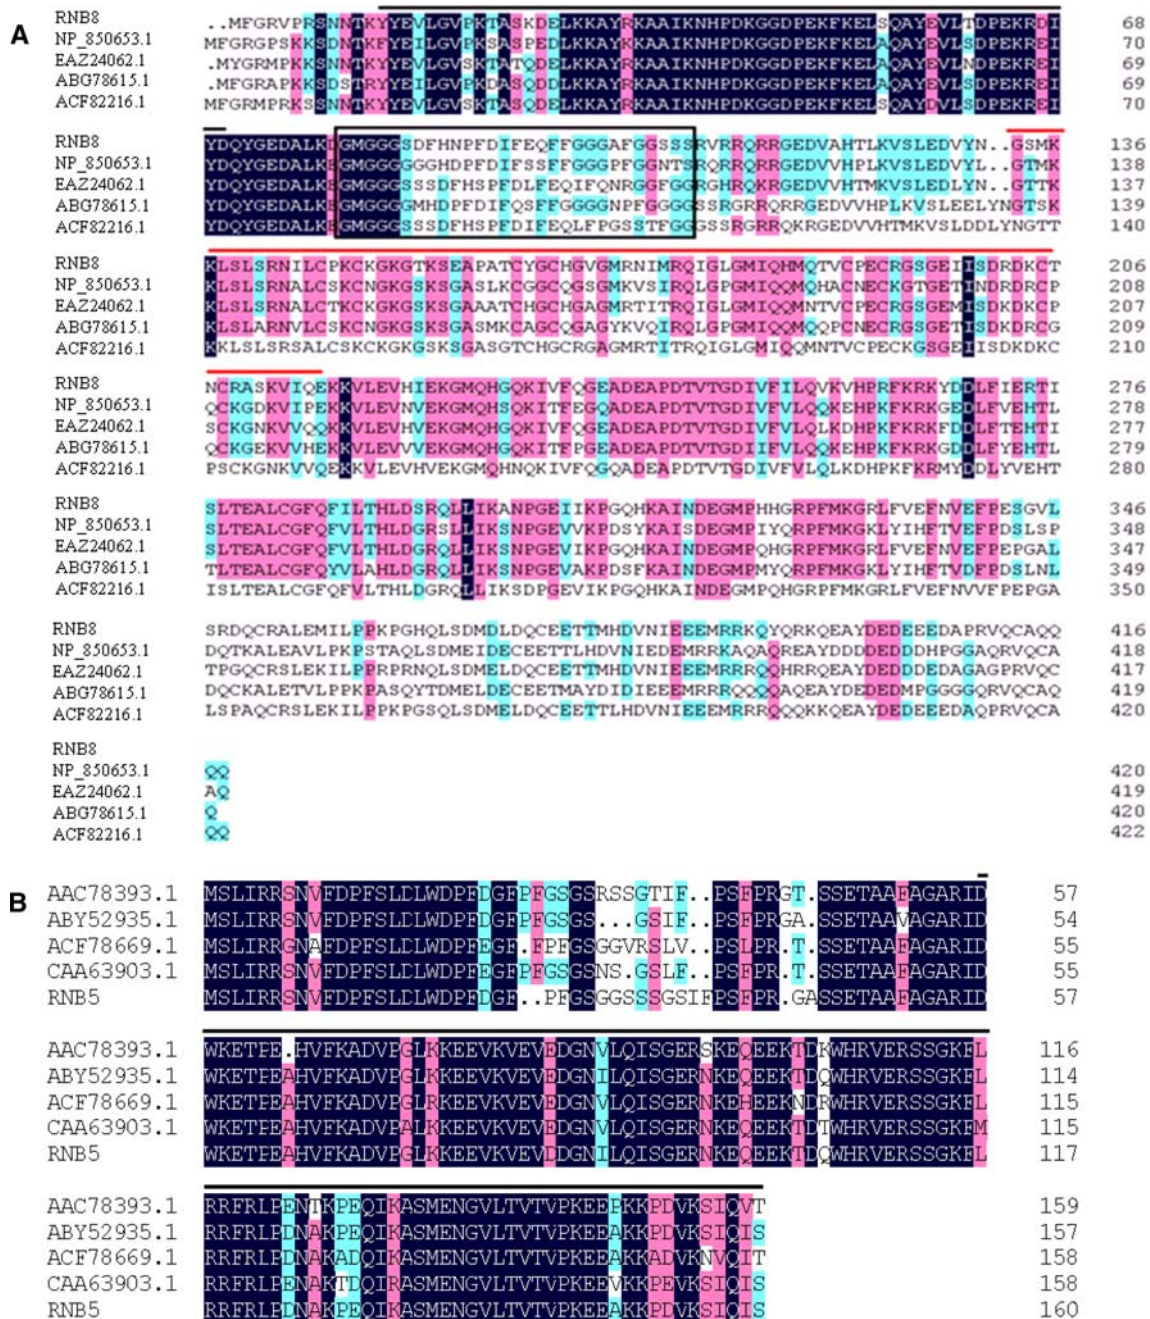 A
RNB8 ..MFGRVPRSNNTKYYEVLGVPKTASKDELKKAYRKAAIKNHPDKGGDPEKFKELSQAYEVLTDPEKRDI 68
NP_850653.1 MFGRGPSKKSDNTKFYEILGVPKSASPEDLKKAYKKAAIKNHPDKGGDPEKFKELAQAYEVLSDPEKREI 70
EAZ24062.1 .MYGRMPKKSNNTKYYEVLGVSKTATQDELKKAYRKAAIKNHPDKGGDPEKFKELAQAYEVLNDPEKREI 69
ABG78615.1 .MFGRAPKKSDSTRYYEVLGVPKDASQDDLKKAYRKAAIKNHPDKGGDPEKFKELAQAYEVLSDPEKREI 69
ACF82216.1 MFGRMPRKSSNNTKYYEVLGVSKTASQDELKKAYRKAAIKNHPDKGGDPEKFKELSQAYDVLSDPEKREI 70
RNB8 YDQYGEDALKDGMGGGSDFHNPFDIFEQFFGGGAFGGSSSRVRRQRRGEDVAHTLKVSLEDVYN..GSMK 136
NP_850653.1 YDQYGEDALKEGMGGGGGHDPFDIFSSFFGGGPFGGNTSRQRRQRRGEDVVHPLKVSLEDVYL..GTMK 138
EAZ24062.1 YDQYGEDALKEGMGGGSSSDFHSPFDLFEQIFQNRGGFGGRGHRQKRGEDVVHTMKVSLEDLYN..GTTK 137
ABG78615.1 YDQYGEDALKEGMGGGGMHDPFDIFQSFFGGGGNPFGGGGSSRGRRQRRGEDVVHPLKVSLEELYNGTSK 139
ACF82216.1 YDQYGEDALKEGMGGGSSSDFHSPFDIFEQLFPGSSTFGGGSSRGRRQKRGEDVVHTMKVSLDDLYNGTT 140
RNB8 KLSLSRNILCPKCKGKGTKSEAPATCYGCHGVGMRNIMRQIGLGMIQHMQTVCPECRGSGEIISDRDKCT 206
NP_850653.1 KLSLSRNALCSKCNGKGSKSGASLKCGGCQGSGMKVSIRQLGPGMIQQMQHACNECKGTGETINDRDRCP 208
EAZ24062.1 KLSLSRNALCTKCKGKGSKSGAAATCHGCHGAGMRTITRQIGLGMIQQMNTVCPECRGSGEMISDKDKCP 207
ABG78615.1 KLSLARNVLCSKCNGKGSKSGASMKCAGCQGAGYKVQIRQLGPGMIQQMQQPCNECRGSGETISDKDRCG 209
ACF82216.1 KKLSLSRSALCSKCKGKGSKSGASGTCHGCRGAGMRTITRQIGLGMIQQMNTVCPECKGSGEIISDKDKC 210
RNB8 NCRASKVIQEKKVLEVHIEKGMQHGQKIVFQGEADEAPDTVTGDIVFILQVKVHPRFKRKYDDLFIERTI 276
NP_850653.1 QCKGDKVIPEKKVLEVNVEKGMQHSQKITFEGQADEAPDTVTGDIVFVLQQKEHPKFKRKGEDLFVEHTL 278
EAZ24062.1 SCKGNKVVQQKKVLEVHVEKGMQHGQKIVFQGEADEAPDTVTGDIVFVLQLKDHPKFKRKFDDLFTEHTI 277
ABG78615.1 QCKGEKVVHEKKVLEVVVEKGMQHGQKITFPGEADEAPDTVTGDIVFVLQQKEHPKFKRKGDDLFYEHTL 279
ACF82216.1 PSCKGNKVVQEKKVLEVHVEKGMQHNQKIVFQGQADEAPDTVTGDIVFVLQLKDHPKFKRMYDDLYVEHT 280
RNB8 SLTEALCGFQFILTHLDSRQLLIKANPGEIIKPGQHKAINDEGMPHHGRPFMKGRLFVEFNVEFPESGVL 346
NP_850653.1 SLTEALCGFQFVLTHLDGRSLLIKSNPGEVVKPDSYKAISDEGMPIYQRPFMKGKLYIHFTVEFPDSLSP 348
EAZ24062.1 SLTEALCGFQFVLTHLDGRQLLIKSNPGEVIKPGQHKAINDEGMPQHGRPFMKGRLFVEFNVEFPEPGAL 347
ABG78615.1 TLTEALCGFQYVLAHLDGRQLLIKSNPGEVAKPDSFKAINDEGMPMYQRPFMKGKLYIHFTVDFPDSLNL 349
ACF82216.1 ISLTEALCGFQFVLTHLDGRQLLIKSDPGEVIKPGQHKAINDEGMPQHGRPFMKGRLFVEFNVVFPEPGA 350
RNB8 SRDQCRALEMILPPKPGHQLSDMDLDQCEETTMHDVNIEEEMRRKQYQRKQEAYDEDEEEDAPRVQCAQQ 416
NP_850653.1 DQTKALEAVLPKPSTAQLSDMEIDECEETTLHDVNIEDEMRRKAQAQREAYDDDDEDDDHPGGAQRVQCA 418
EAZ24062.1 TPGQCRSLEKILPPRPRNQLSDMELDQCEETTMHDVNIEEEMRRRQHRRQEAYDEDDEDAGAGPRVQC 417
ABG78615.1 DQCKALETVLPPKPASQYTDMELDECEETMAYDIDIEEEMRRRQQQQAQEAYDEDEDMPGGGGQRVQCAQ 419
ACF82216.1 LSPAQCRSLEKILPPKPGSQLSDMELDQCEETTLHDVNIEEEMRRRQQQKKQEAYDEDEEEDAQPRVQCA 420
RNB8
NP_850653.1 QQ 420
EAZ24062.1 AQ 419
ABG78615.1 Q 420
ACF82216.1 QQ 422
B
AAC78393.1 MSLIRRSNVFDPFSLDLWDPFDGFPFGSGSRSSGTIF..PSFPRGT.SSETAAFAGARID 57
ABY52935.1 MSLIRRSNVFDPFSLDLWDPFDGFPFGSGS...GSIF..PSFPRGA.SSETAAVAGARID 54
ACF78669.1 MSLIRRGNAFDPFSLDLWDPFEGF.FPFGSGGVRSLV..PSLPR.T.SSETAAFAGARID 55
CAA63903.1 MSLIRRSNVFDPFSLDLWDPFEGFPFGSGSNS.GSLF..PSFPR.T.SSETAAFAGARID 55
RNB5 MSLIRRSNVFDPFSLDLWDPFDGF..PFGSGGSSSGSIFPSFPR.GASSETAAFAGARID 57
AAC78393.1 WKETPE.HVFKADVPGLKKEEVKVEVEDGNVLQISGERSKEQEEKTDKWHRVERSSGKFL 116
ABY52935.1 WKETPEAHVFKADVPGLKKEEVKVEVEDGNILQISGERNKEQEEKTDQWHRVERSSGKFL 114
ACF78669.1 WKETPEAHVFKADVPGLRKEEVKVEVEDGNVLQISGERNKEHEEKNDRWHRVERSSGKFL 115
CAA63903.1 WKETPEAHVFKADVPALKKEEVKVEVEDGNVLQISGERNKEQEEKTDTWHRVERSSGKFM 115
RNB5 WKETPEAHVFKADVPGLKKEEVKVEVDDGNILQISGERNKEQEEKTDQWHRVERSSGKFL 117
AAC78393.1 RRFRLPENTKPEQIKASMENGVLTVTVPKEEPKKPDVKSIQVT 159
ABY52935.1 RRFRLPDNAKPEQIKASMENGVLTVTVPKEEAKKPDVKSIQIS 157
ACF78669.1 RRFRLPDNAKADQIKASMENGVLTVTVPKEEAKKADVKNVQIT 158
CAA63903.1 RRFRLPENAKTDQIRASMENGVLTVTVPKEEVKKPEVKSIQIS 158
RNB5 RRFRLPDNAKPEQIKASMENGVLTVTVPKEEAKKPDVKSIQIS 160